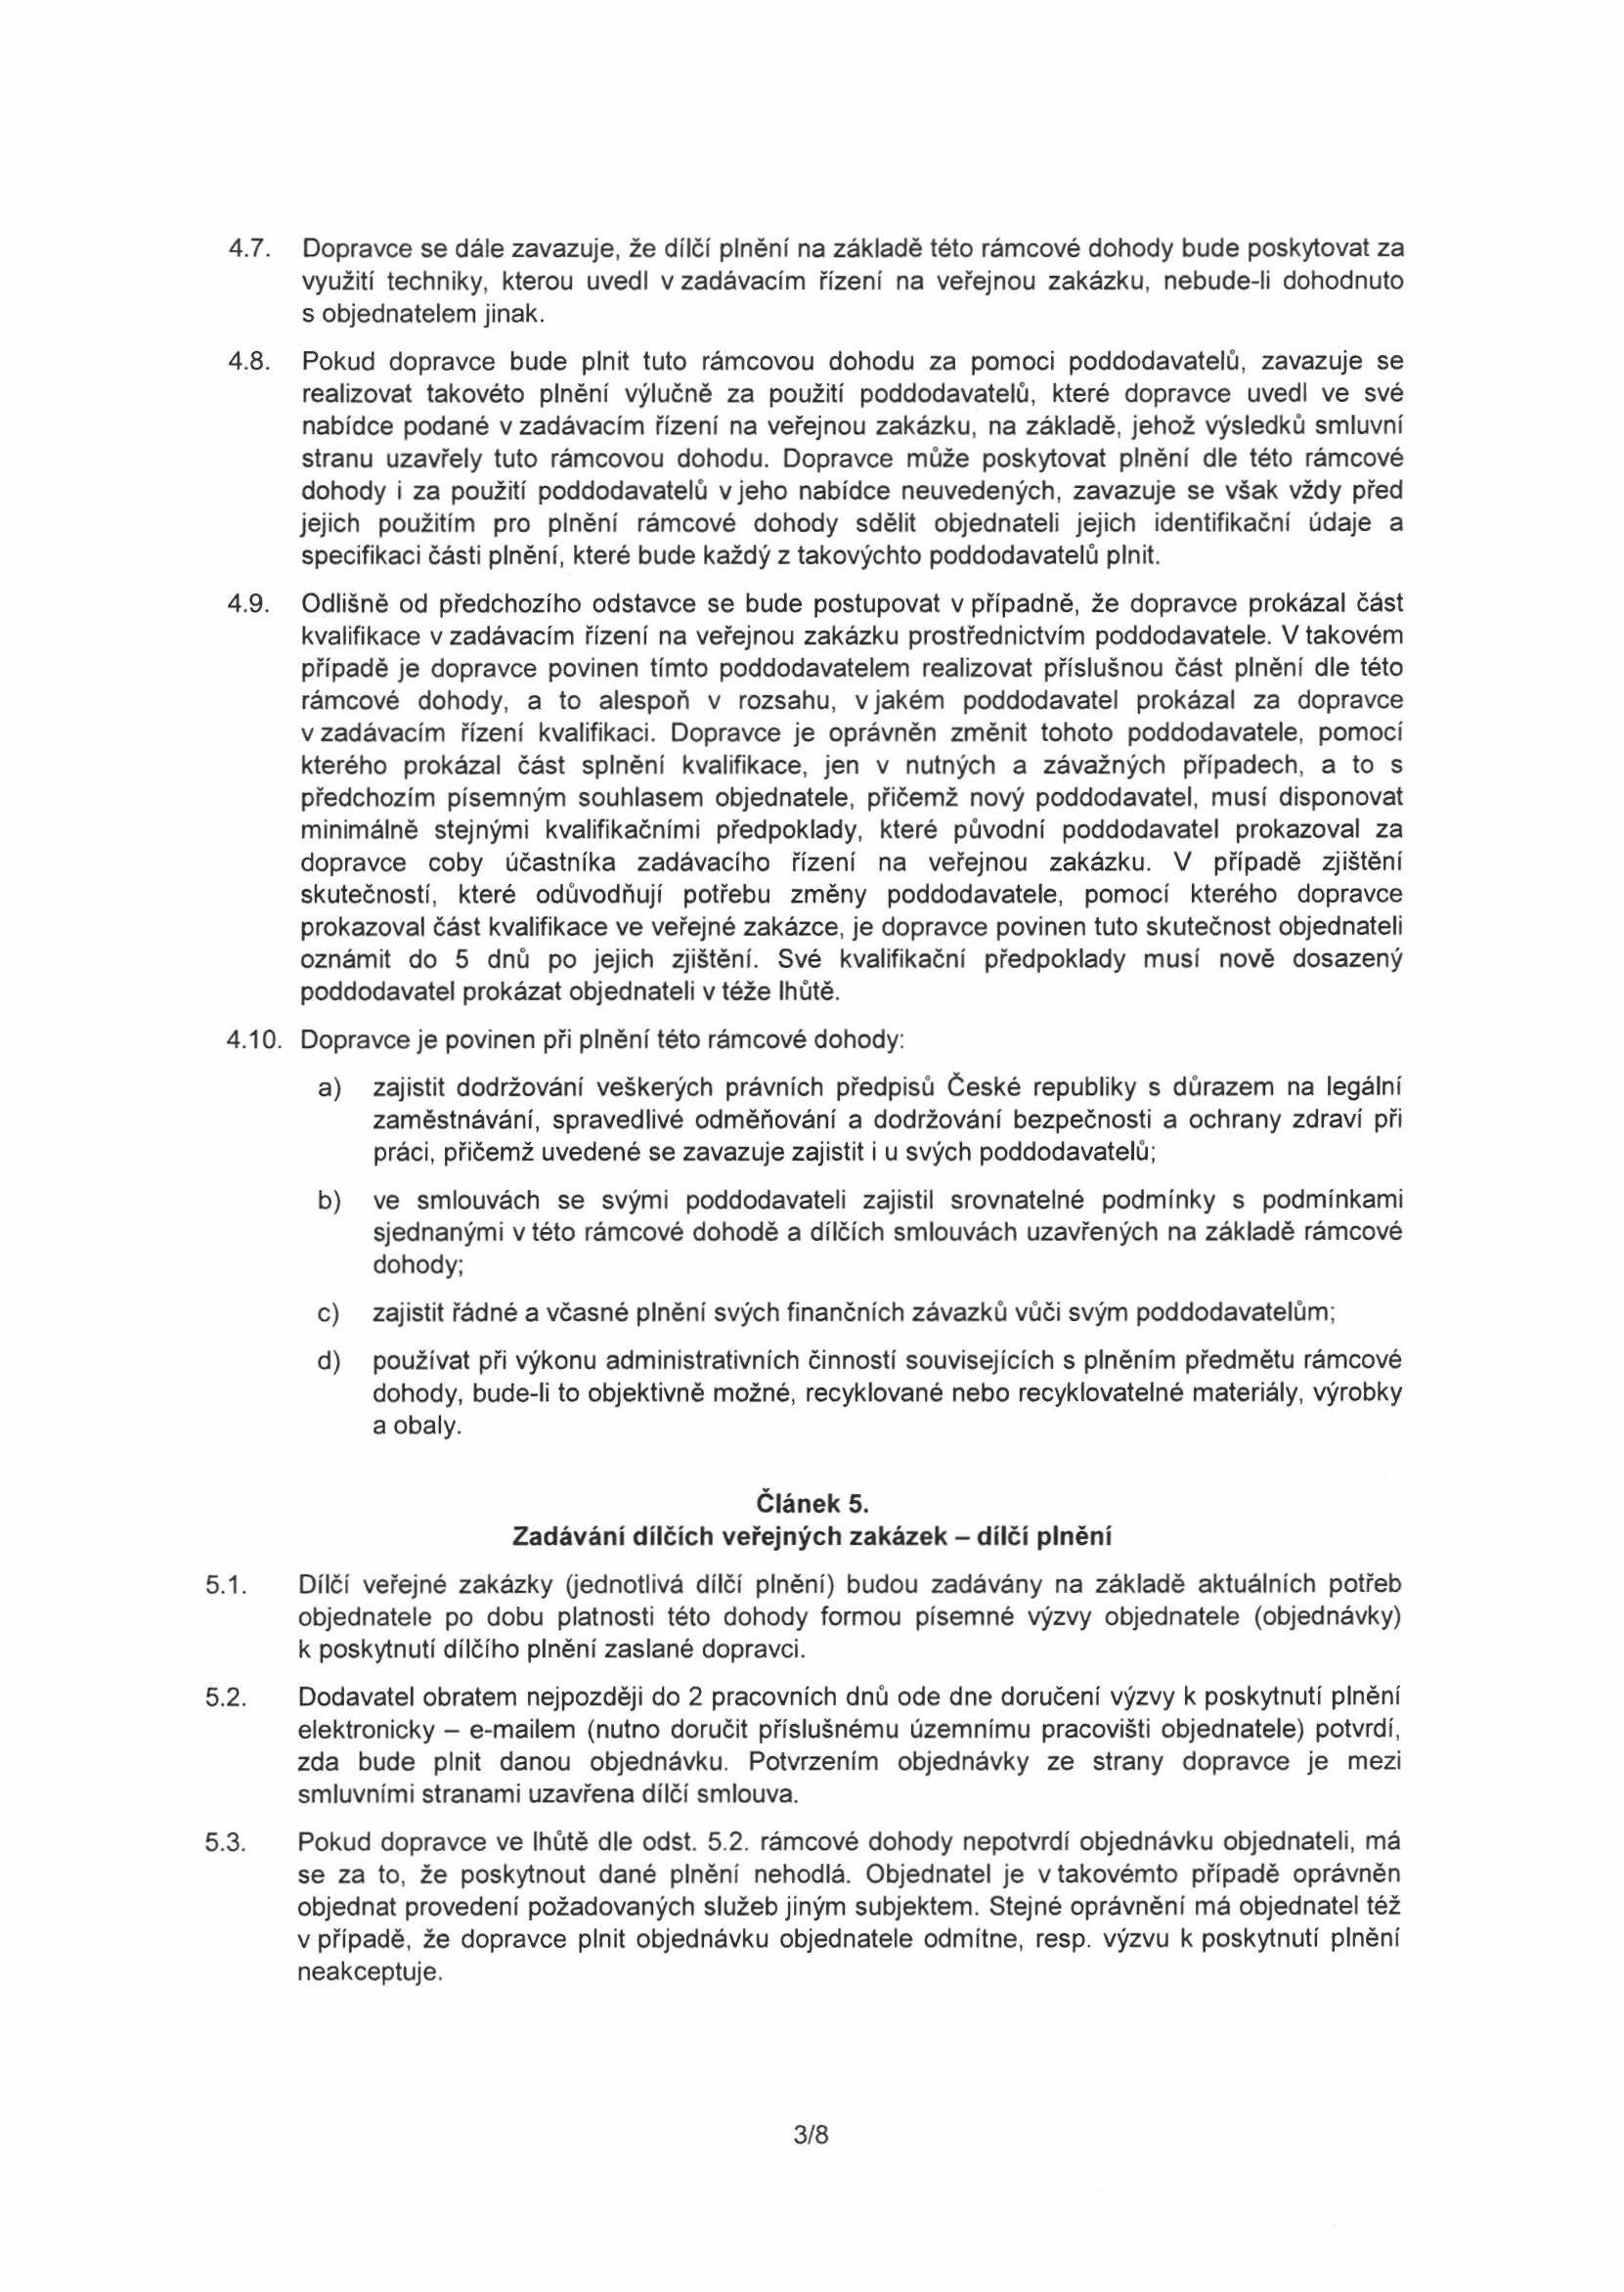 4.7. Dopravce se dále zavazuje, že dílčí plnění na základě této rámcové dohody bude poskytovat za
využití techniky, kterou uvedl v zadávacím řízení na veřejnou zakázku, nebude-li dohodnuto
s objednatelem jinak.
4.8. Pokud dopravce bude plnit tuto rámcovou dohodu za pomoci poddodavatelů, zavazuje se
realizovat takovéto plnění výlučně za použití poddodavatelů, které dopravce uvedl ve své
nabídce podané v zadávacím řízení na veřejnou zakázku, na základě, jehož výsledků smluvní
stranu uzavřely tuto rámcovou dohodu. Dopravce může poskytovat plnění dle této rámcové
dohody i za použití poddodavatelů v jeho nabídce neuvedených, zavazuje se však vždy před
jejich použitím pro plnění rámcové dohody sdělit objednateli jejich identifikační údaje a
specifikaci části plnění, které bude každý z takovýchto poddodavatelů plnit.
4.9. Odlišně od předchozího odstavce se bude postupovat v případně, že dopravce prokázal část
kvalifikace v zadávacím řízení na veřejnou zakázku prostřednictvím poddodavatele. V takovém
případě je dopravce povinen tímto poddodavatelem realizovat příslušnou část plnění dle této
rámcové dohody, a to alespoň v rozsahu, v jakém poddodavatel prokázal za dopravce
v zadávacím řízení kvalifikaci. Dopravce je oprávněn změnit tohoto poddodavatele, pomocí
kterého prokázal část splnění kvalifikace, jen v nutných a závažných případech, a to s
předchozím písemným souhlasem objednatele, přičemž nový poddodavatel, musí disponovat
minimálně stejnými kvalifikačními předpoklady, které původní poddodavatel prokazoval za
dopravce coby účastníka zadávacího řízení na veřejnou zakázku. V případě zjištění
skutečností, které odůvodňují potřebu změny poddodavatele, pomocí kterého dopravce
prokazoval část kvalifikace ve veřejné zakázce, je dopravce povinen tuto skutečnost objednateli
oznámit do 5 dnů po jejich zjištění. Své kvalifikační předpoklady musí nově dosazený
poddodavatel prokázat objednateli v téže lhůtě.
4.10. Dopravce je povinen při plnění této rámcové dohody:
a) zajistit dodržování veškerých právních předpisů České republiky s důrazem na legální
zaměstnávání, spravedlivé odměňování a dodržování bezpečnosti a ochrany zdraví při
práci, přičemž uvedené se zavazuje zajistit i u svých poddodavatelů;
b) ve smlouvách se svými poddodavateli zajistil srovnatelné podmínky s podmínkami
sjednanými v této rámcové dohodě a dílčích smlouvách uzavřených na základě rámcové
dohody;
c) zajistit řádné a včasné plnění svých finančních závazků vůči svým poddodavatelům;
d) používat při výkonu administrativních činností souvisejících s plněním předmětu rámcové
dohody, bude-li to objektivně možné, recyklované nebo recyklovatelné materiály, výrobky
a obaly.
Článek 5.
Zadávání dílčích veřejných zakázek – dílčí plnění
5.1. Dílčí veřejné zakázky (jednotlivá dílčí plnění) budou zadávány na základě aktuálních potřeb
objednatele po dobu platnosti této dohody formou písemné výzvy objednatele (objednávky)
k poskytnutí dílčího plnění zaslané dopravci.
5.2. Dodavatel obratem nejpozději do 2 pracovních dnů ode dne doručení výzvy k poskytnutí plnění
elektronicky – e-mailem (nutno doručit příslušnému územnímu pracovišti objednatele) potvrdí,
zda bude plnit danou objednávku. Potvrzením objednávky ze strany dopravce je mezi
smluvními stranami uzavřena dílčí smlouva.
5.3. Pokud dopravce ve lhůtě dle odst. 5.2. rámcové dohody nepotvrdí objednávku objednateli, má
se za to, že poskytnout dané plnění nehodlá. Objednatel je v takovémto případě oprávněn
objednat provedení požadovaných služeb jiným subjektem. Stejné oprávnění má objednatel též
v případě, že dopravce plnit objednávku objednatele odmítne, resp. výzvu k poskytnutí plnění
neakceptuje.
3/8